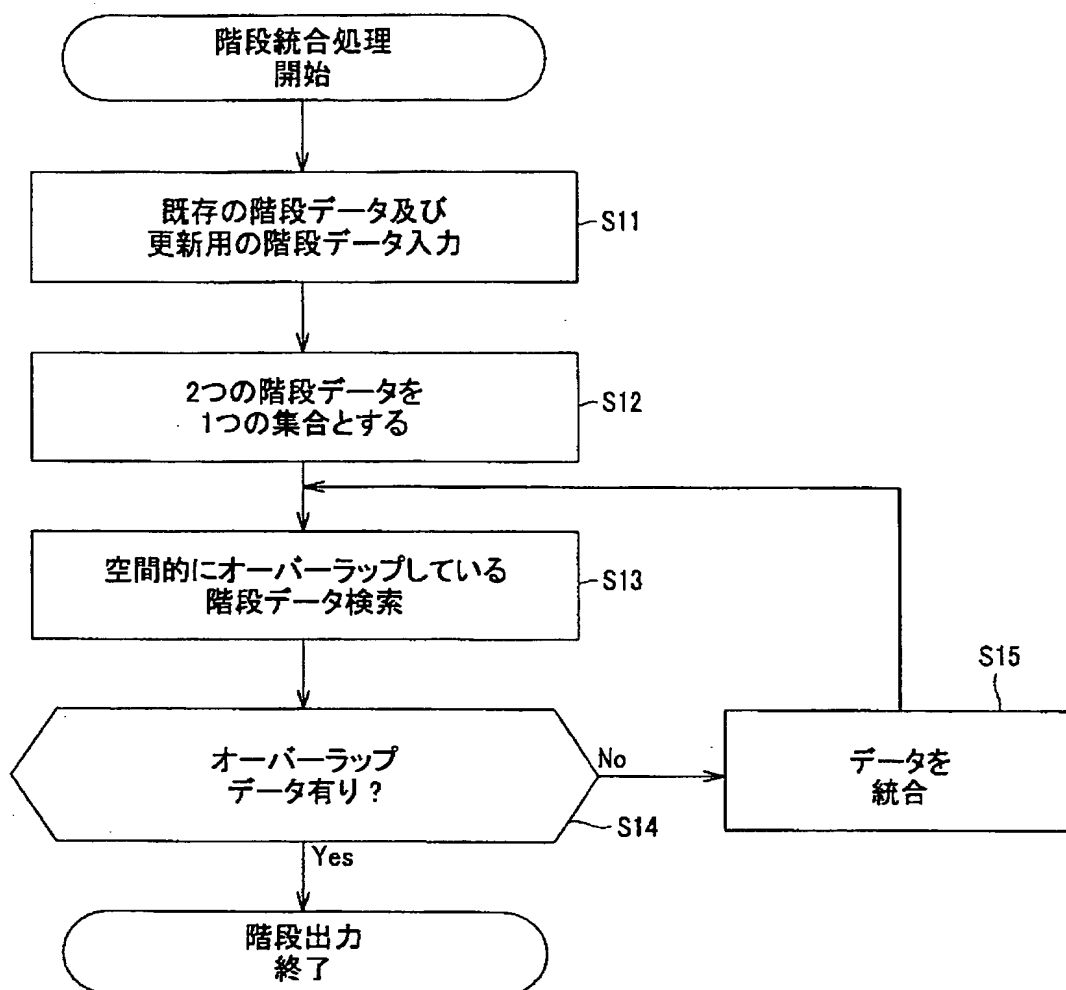 階段統合処理
開始
既存の階段データ及び
更新用の階段データ入力
S11
2つの階段データを
1つの集合とする
S12
空間的にオーバーラップしている
階段データ検索
S13
オーバーラップ
データ有り?
S14
No
データを
統合
S15
Yes
階段出力
終了